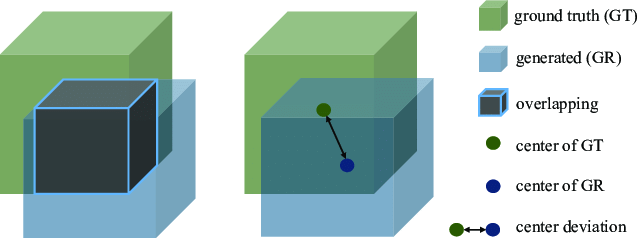 ground truth (GT)
generated (GR)
overlapping
center of GT
center of GR
center deviation